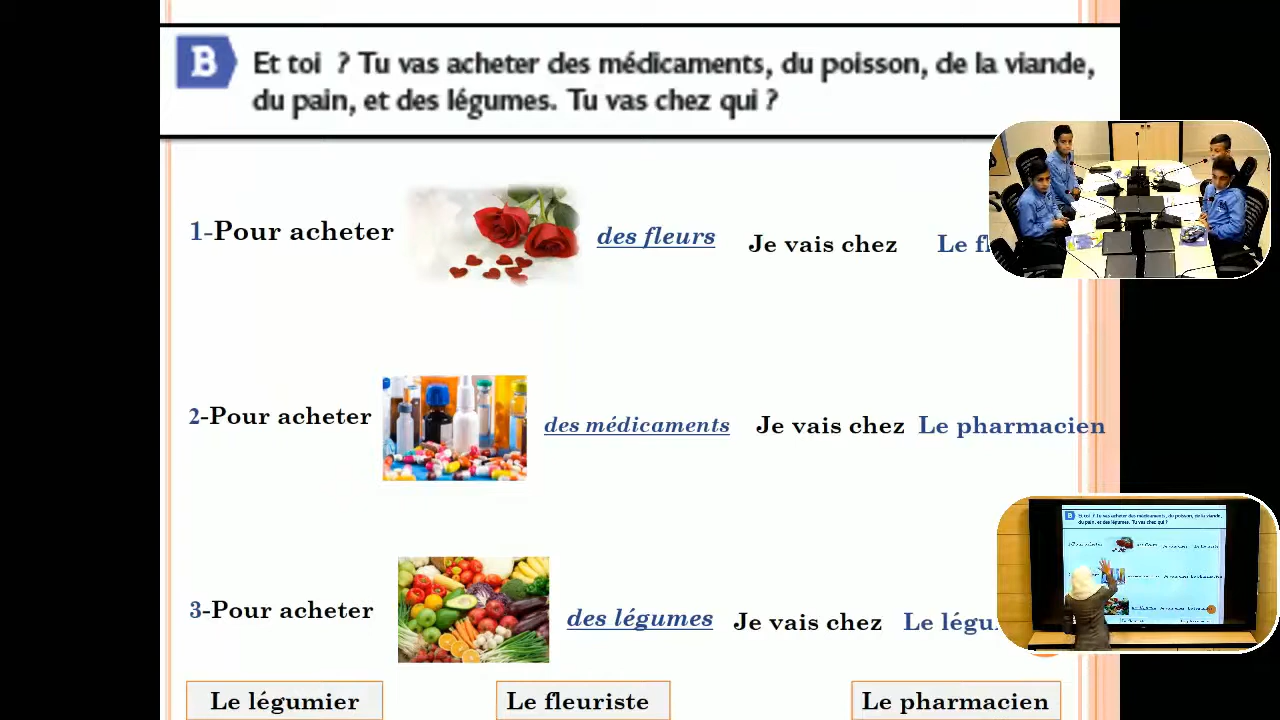 B Et toi ? Tu vas acheter des médicaments, du poisson, de la viande,
du pain, et des légumes. Tu vas chez qui ?
1-Pour acheter des fleurs Je vais chez Le
2-Pour acheter des médicaments Je vais chez Le pharmacien
3-Pour acheter des légumes Je vais chez Le
Le légumier Le fleuriste Le pharmacien